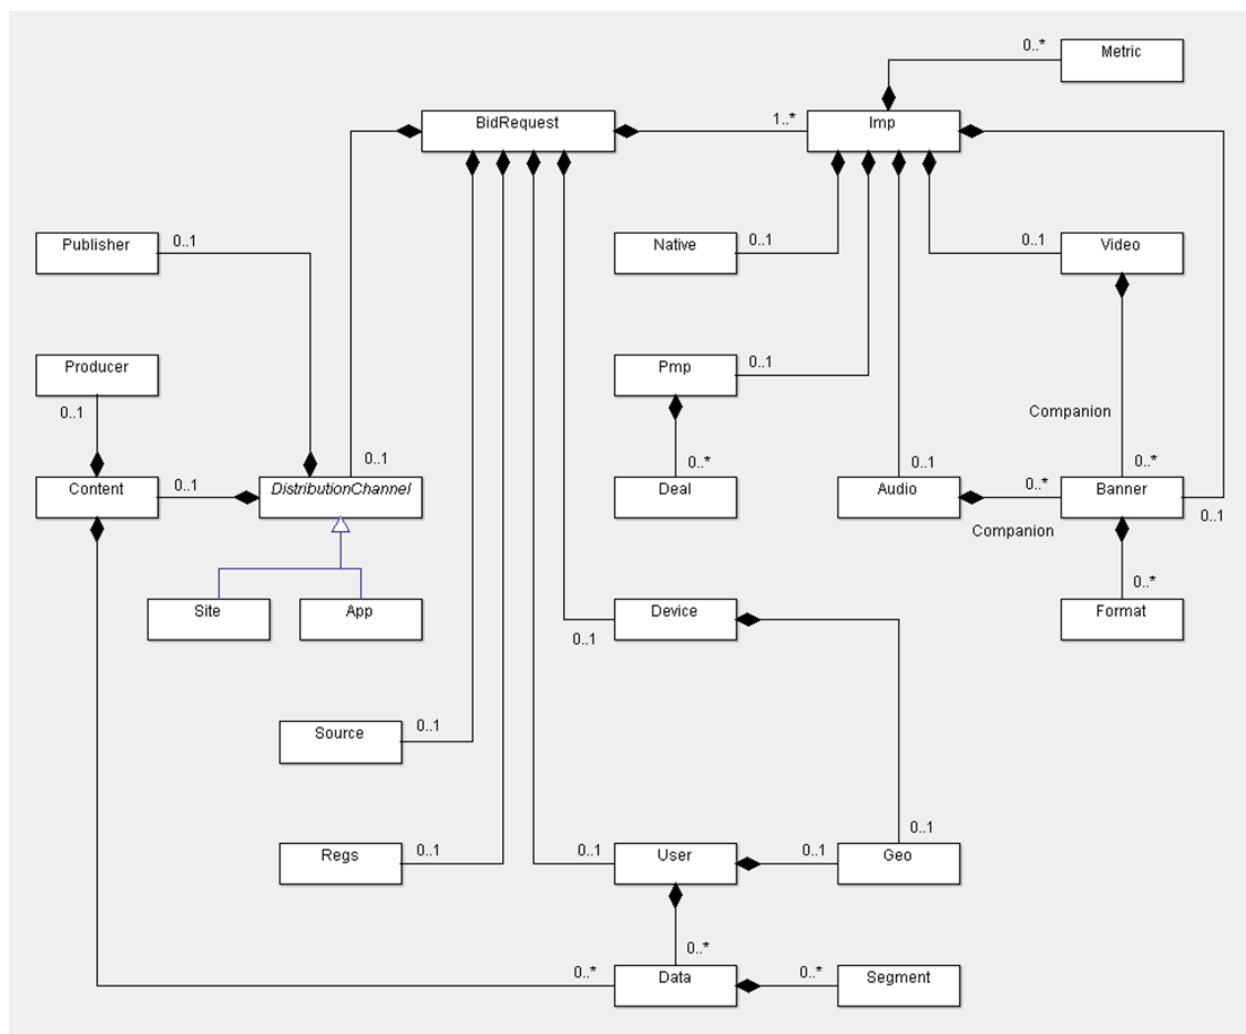 0..*
Metric
BidRequest
1..*
Imp
Publisher
0..1
Native
0..1
0..1
Video
Producer
0..1
Pmp
0..1
Companion
0..1
0..1
0..*
0..1
0..*
0..*
Content
DistributionChannel
Deal
Audio
Banner
0..1
Companion
0..*
Site
App
Device
Format
0..1
Source
0..1
0..1
Regs
0..1
0..1
User
0..1
Geo
0..*
0..*
Data
0..*
Segment